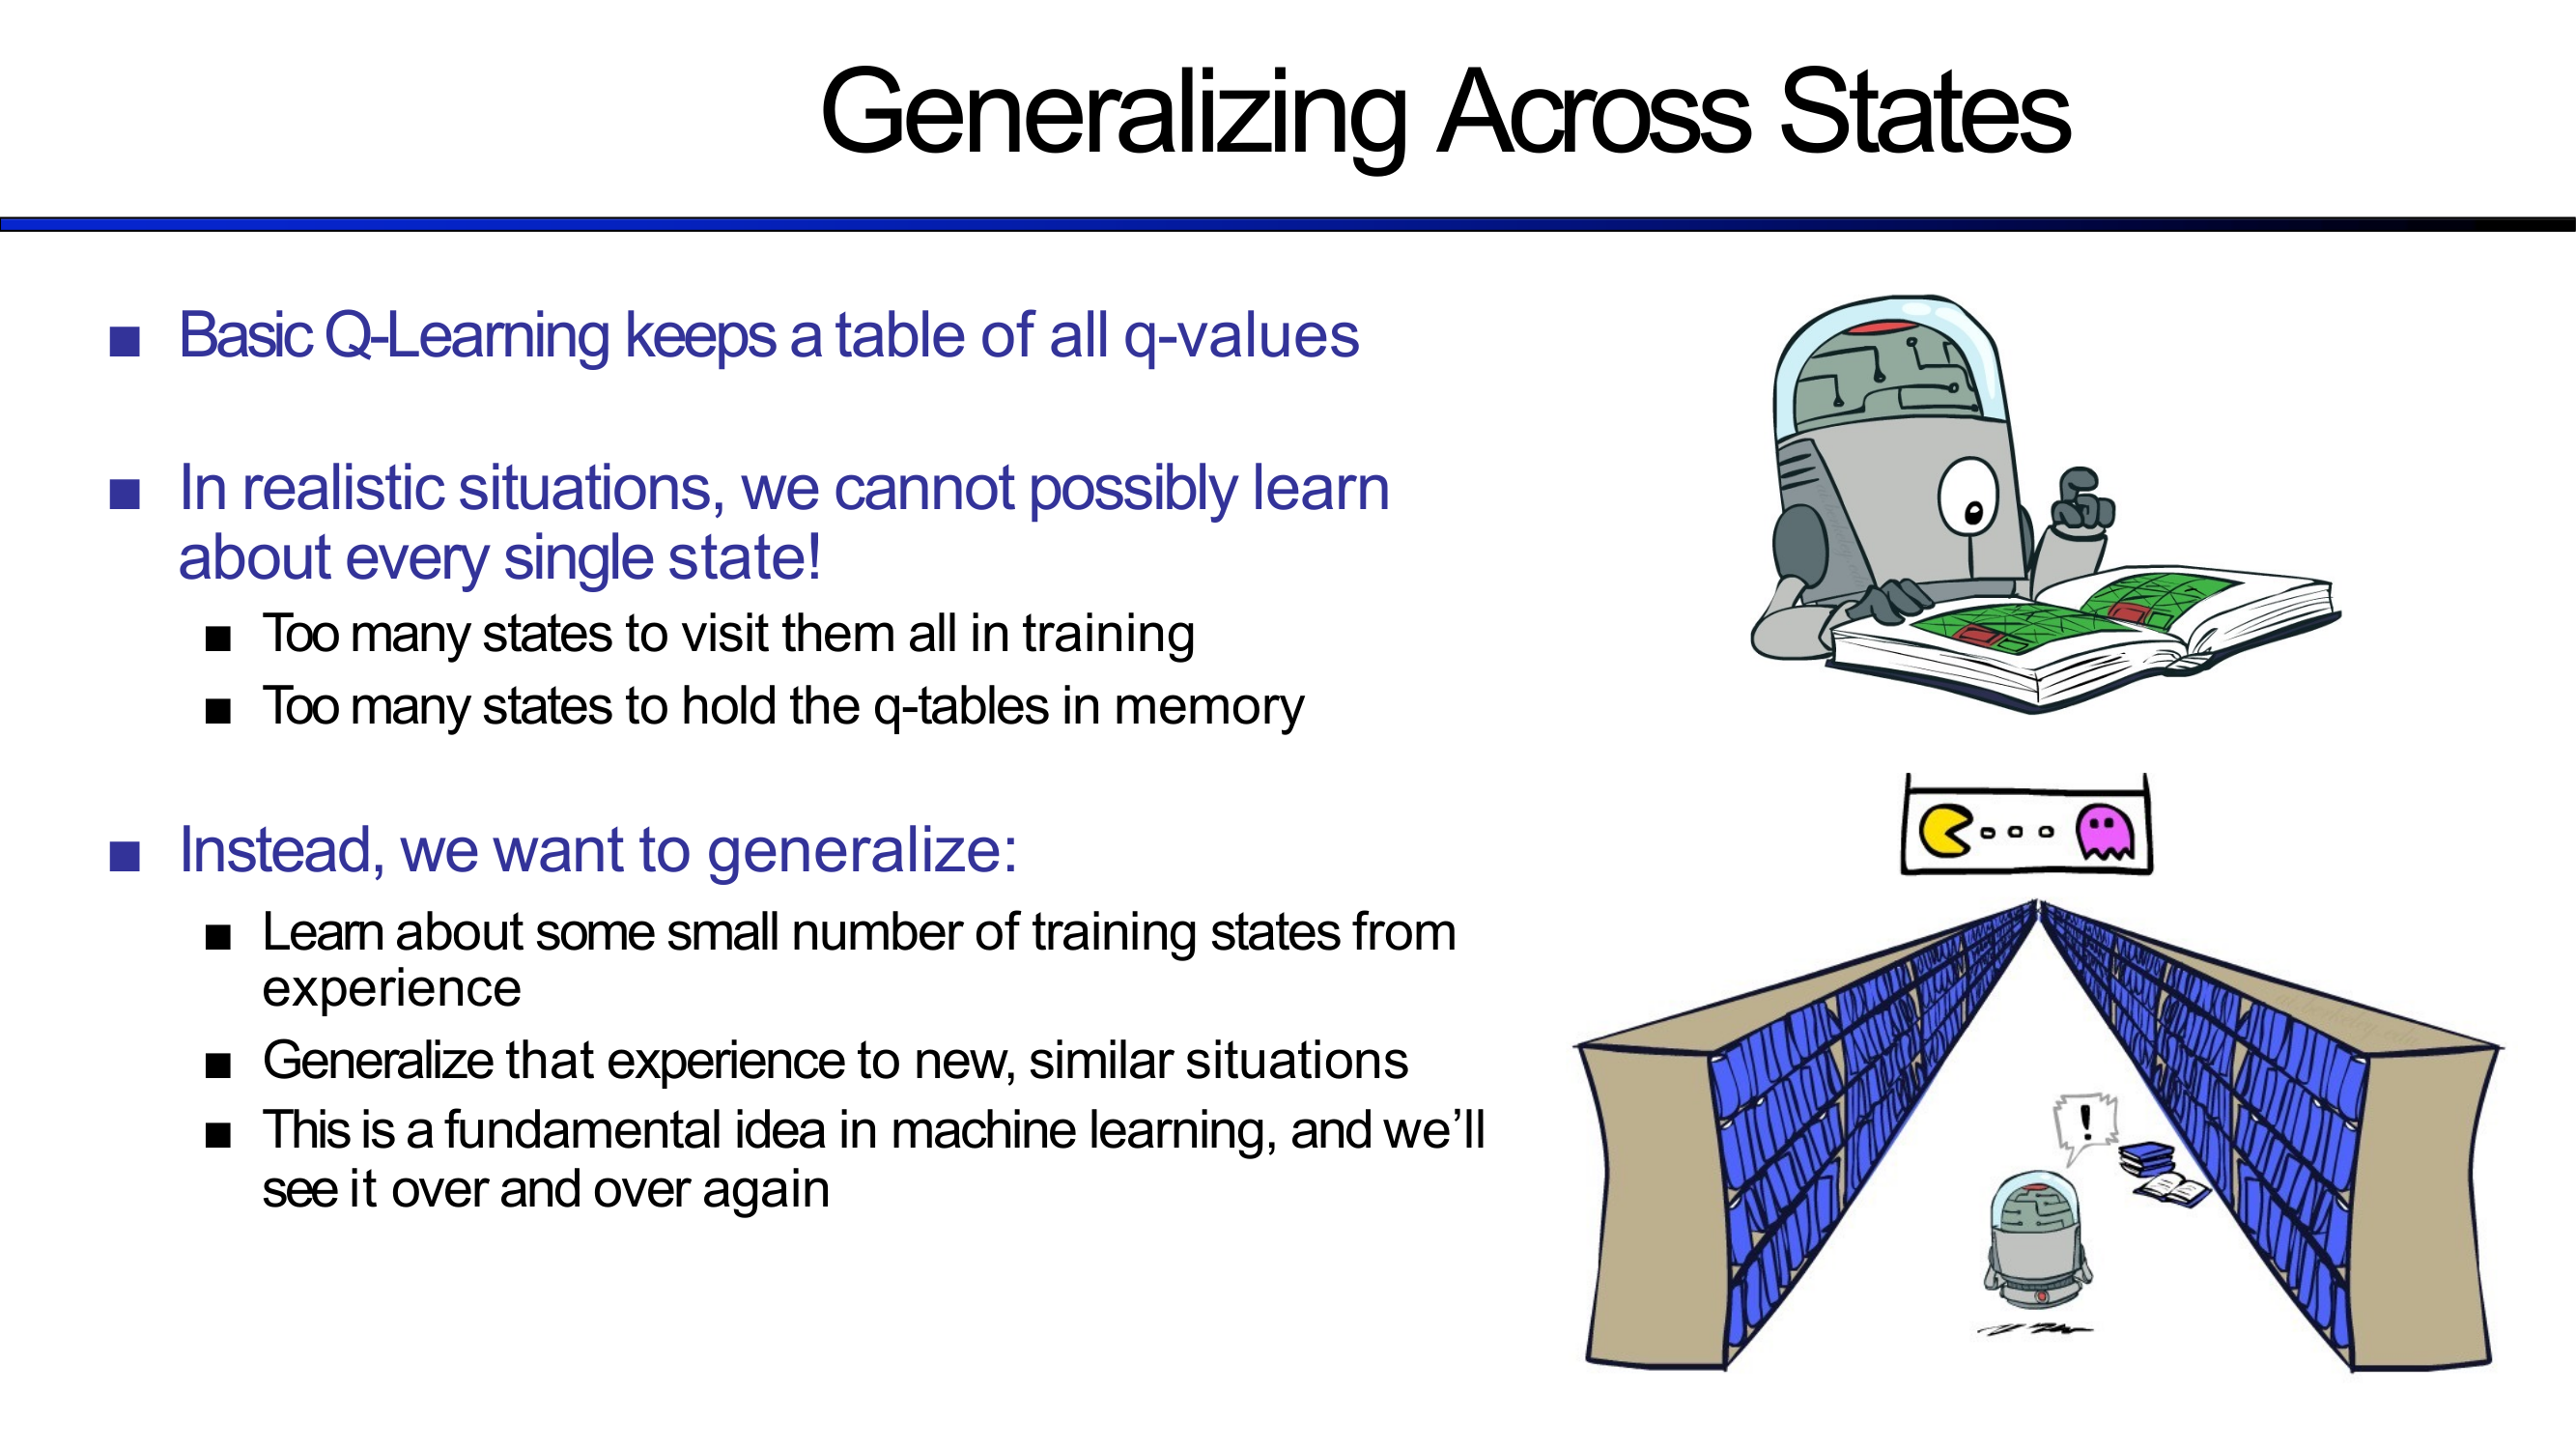 Generalizing Across States
■ Basic Q-Learning keeps a table of all q-values
■ In realistic situations, we cannot possibly learn
about every single state!
■ Too many states to visit them all in training
■ Too many states to hold the q-tables in memory
■ Instead, we want to generalize:
■ Learn about some small number of training states from
experience
■ Generalize that experience to new, similar situations
■ This is a fundamental idea in machine learning, and we’ll
see it over and over again
!